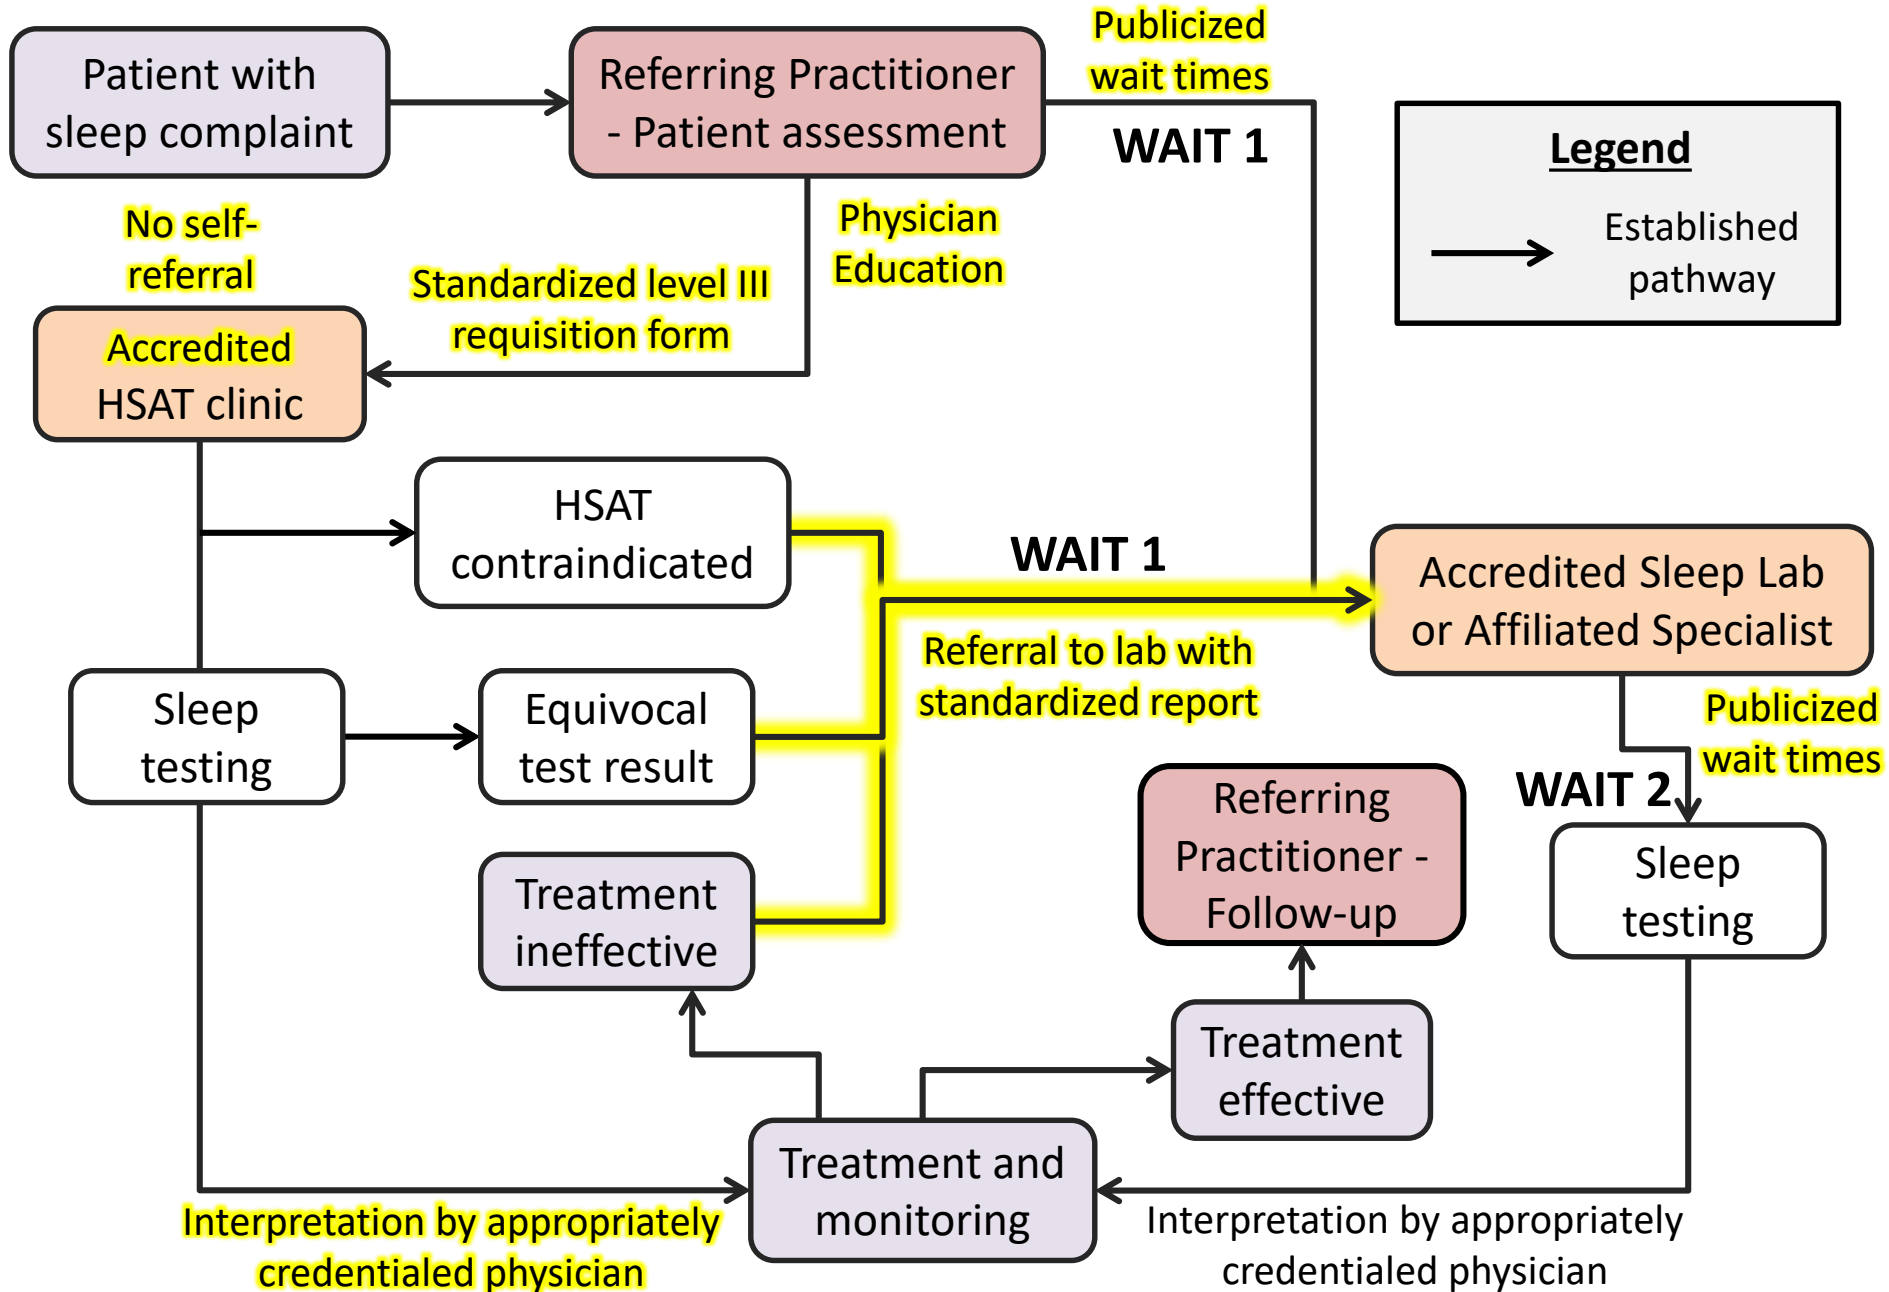 Patient with
sleep complaint
Referring Practitioner
- Patient assessment
Publicized
wait times
WAIT 1
Legend
Established
pathway
No self-
referral
Physician
Education
Standardized level III
requisition form
Accredited
HSAT clinic
HSAT
contraindicated
WAIT 1
Accredited Sleep Lab
or Affiliated Specialist
Referral to lab with
standardized report
Sleep
testing
Equivocal
test result
Publicized
wait times
WAIT 2
Referring
Practitioner -
Follow-up
Sleep
testing
Treatment
ineffective
Treatment
effective
Treatment and
monitoring
Interpretation by appropriately
credentialed physician
Interpretation by appropriately
credentialed physician